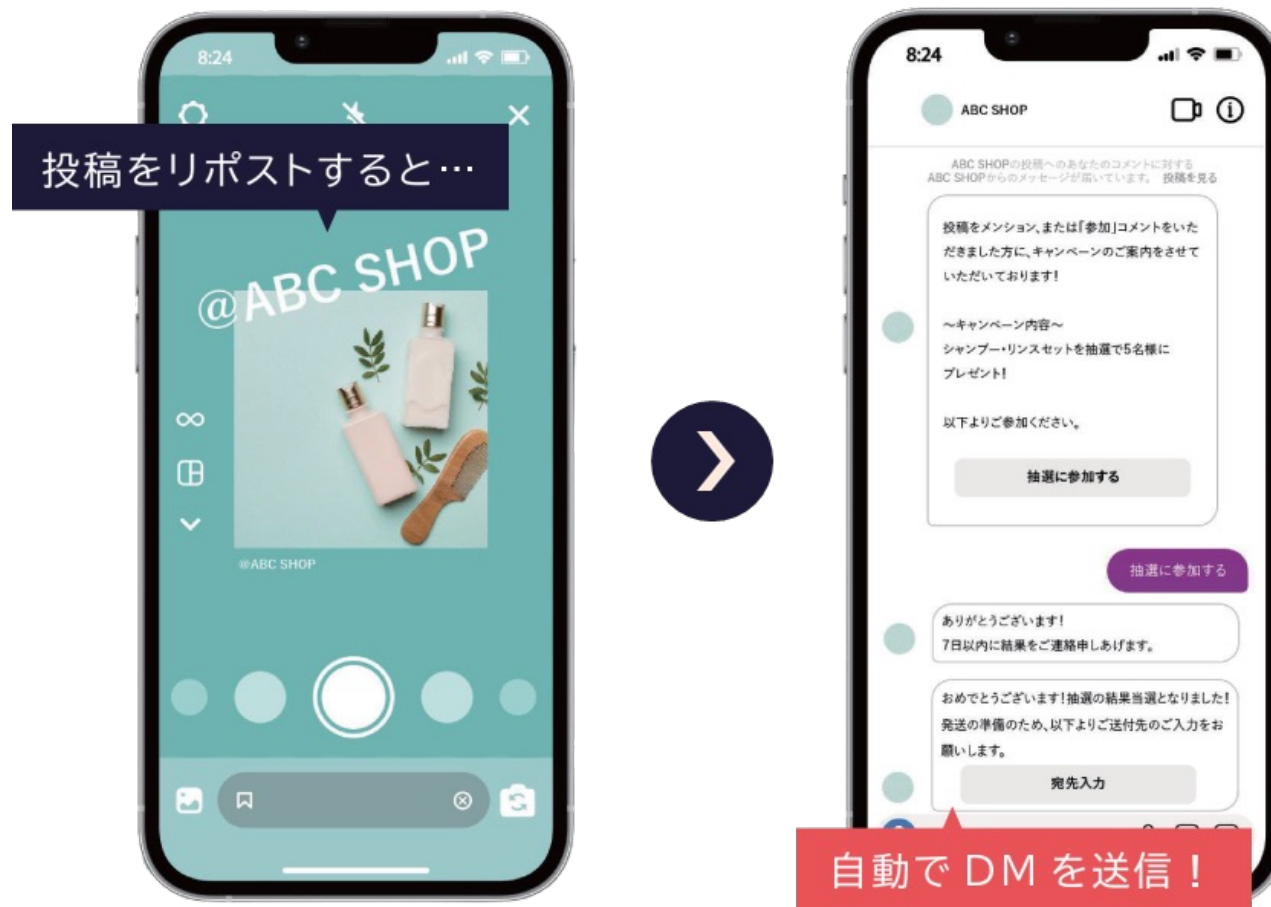 8:24
投稿をリポストすると…
@ABC SHOP
@ABC SHOP
8:24
ABC SHOP
ABC SHOPの投稿へのあなたのコメントに対する
ABC SHOPからのメッセージが届いています。 投稿を見る
投稿をメンション、または「参加」コメントをいた
だきました方に、キャンペーンのご案内をさせて
いただいております!
～キャンペーン内容～
シャンプー・リンスセットを抽選で5名様に
プレゼント!
以下よりご参加ください。
抽選に参加する
抽選に参加する
ありがとうございます!
7日以内に結果をご連絡申しあげます。
おめでとうございます!抽選の結果当選となりました!
発送の準備のため、以下よりご送付先のご入力をお
願いします。
宛先入力
自動でDMを送信！